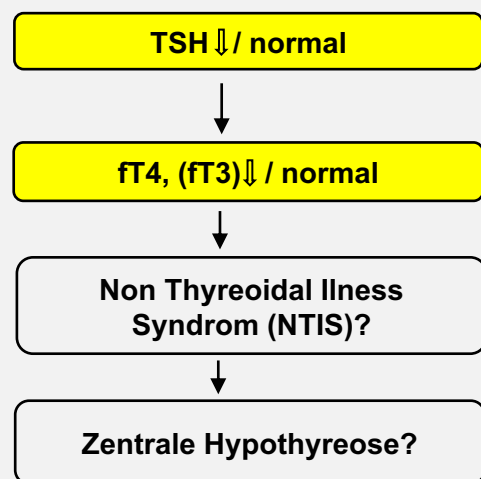 TSH⇩/ normal
fT4, (fT3)⇩/ normal
Non Thyreoidal Ilness
Syndrom (NTIS)?
Zentrale Hypothyreose?